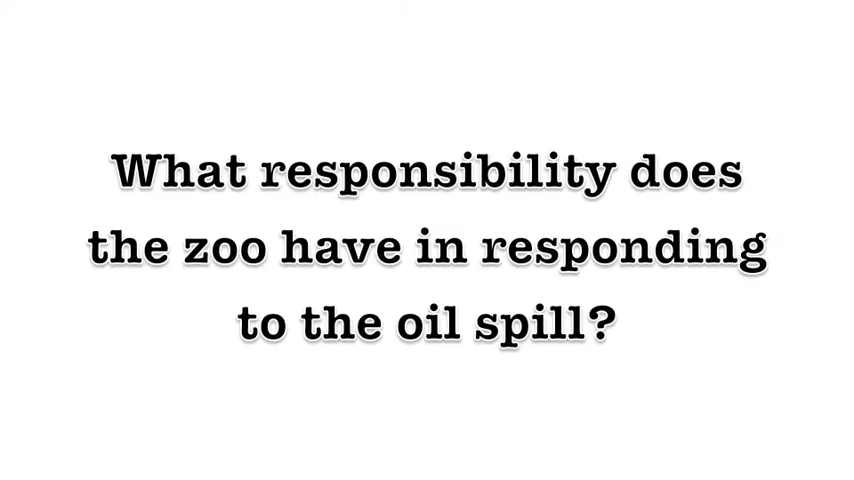 What responsibility does
the zoo have in responding
to the oil spill?